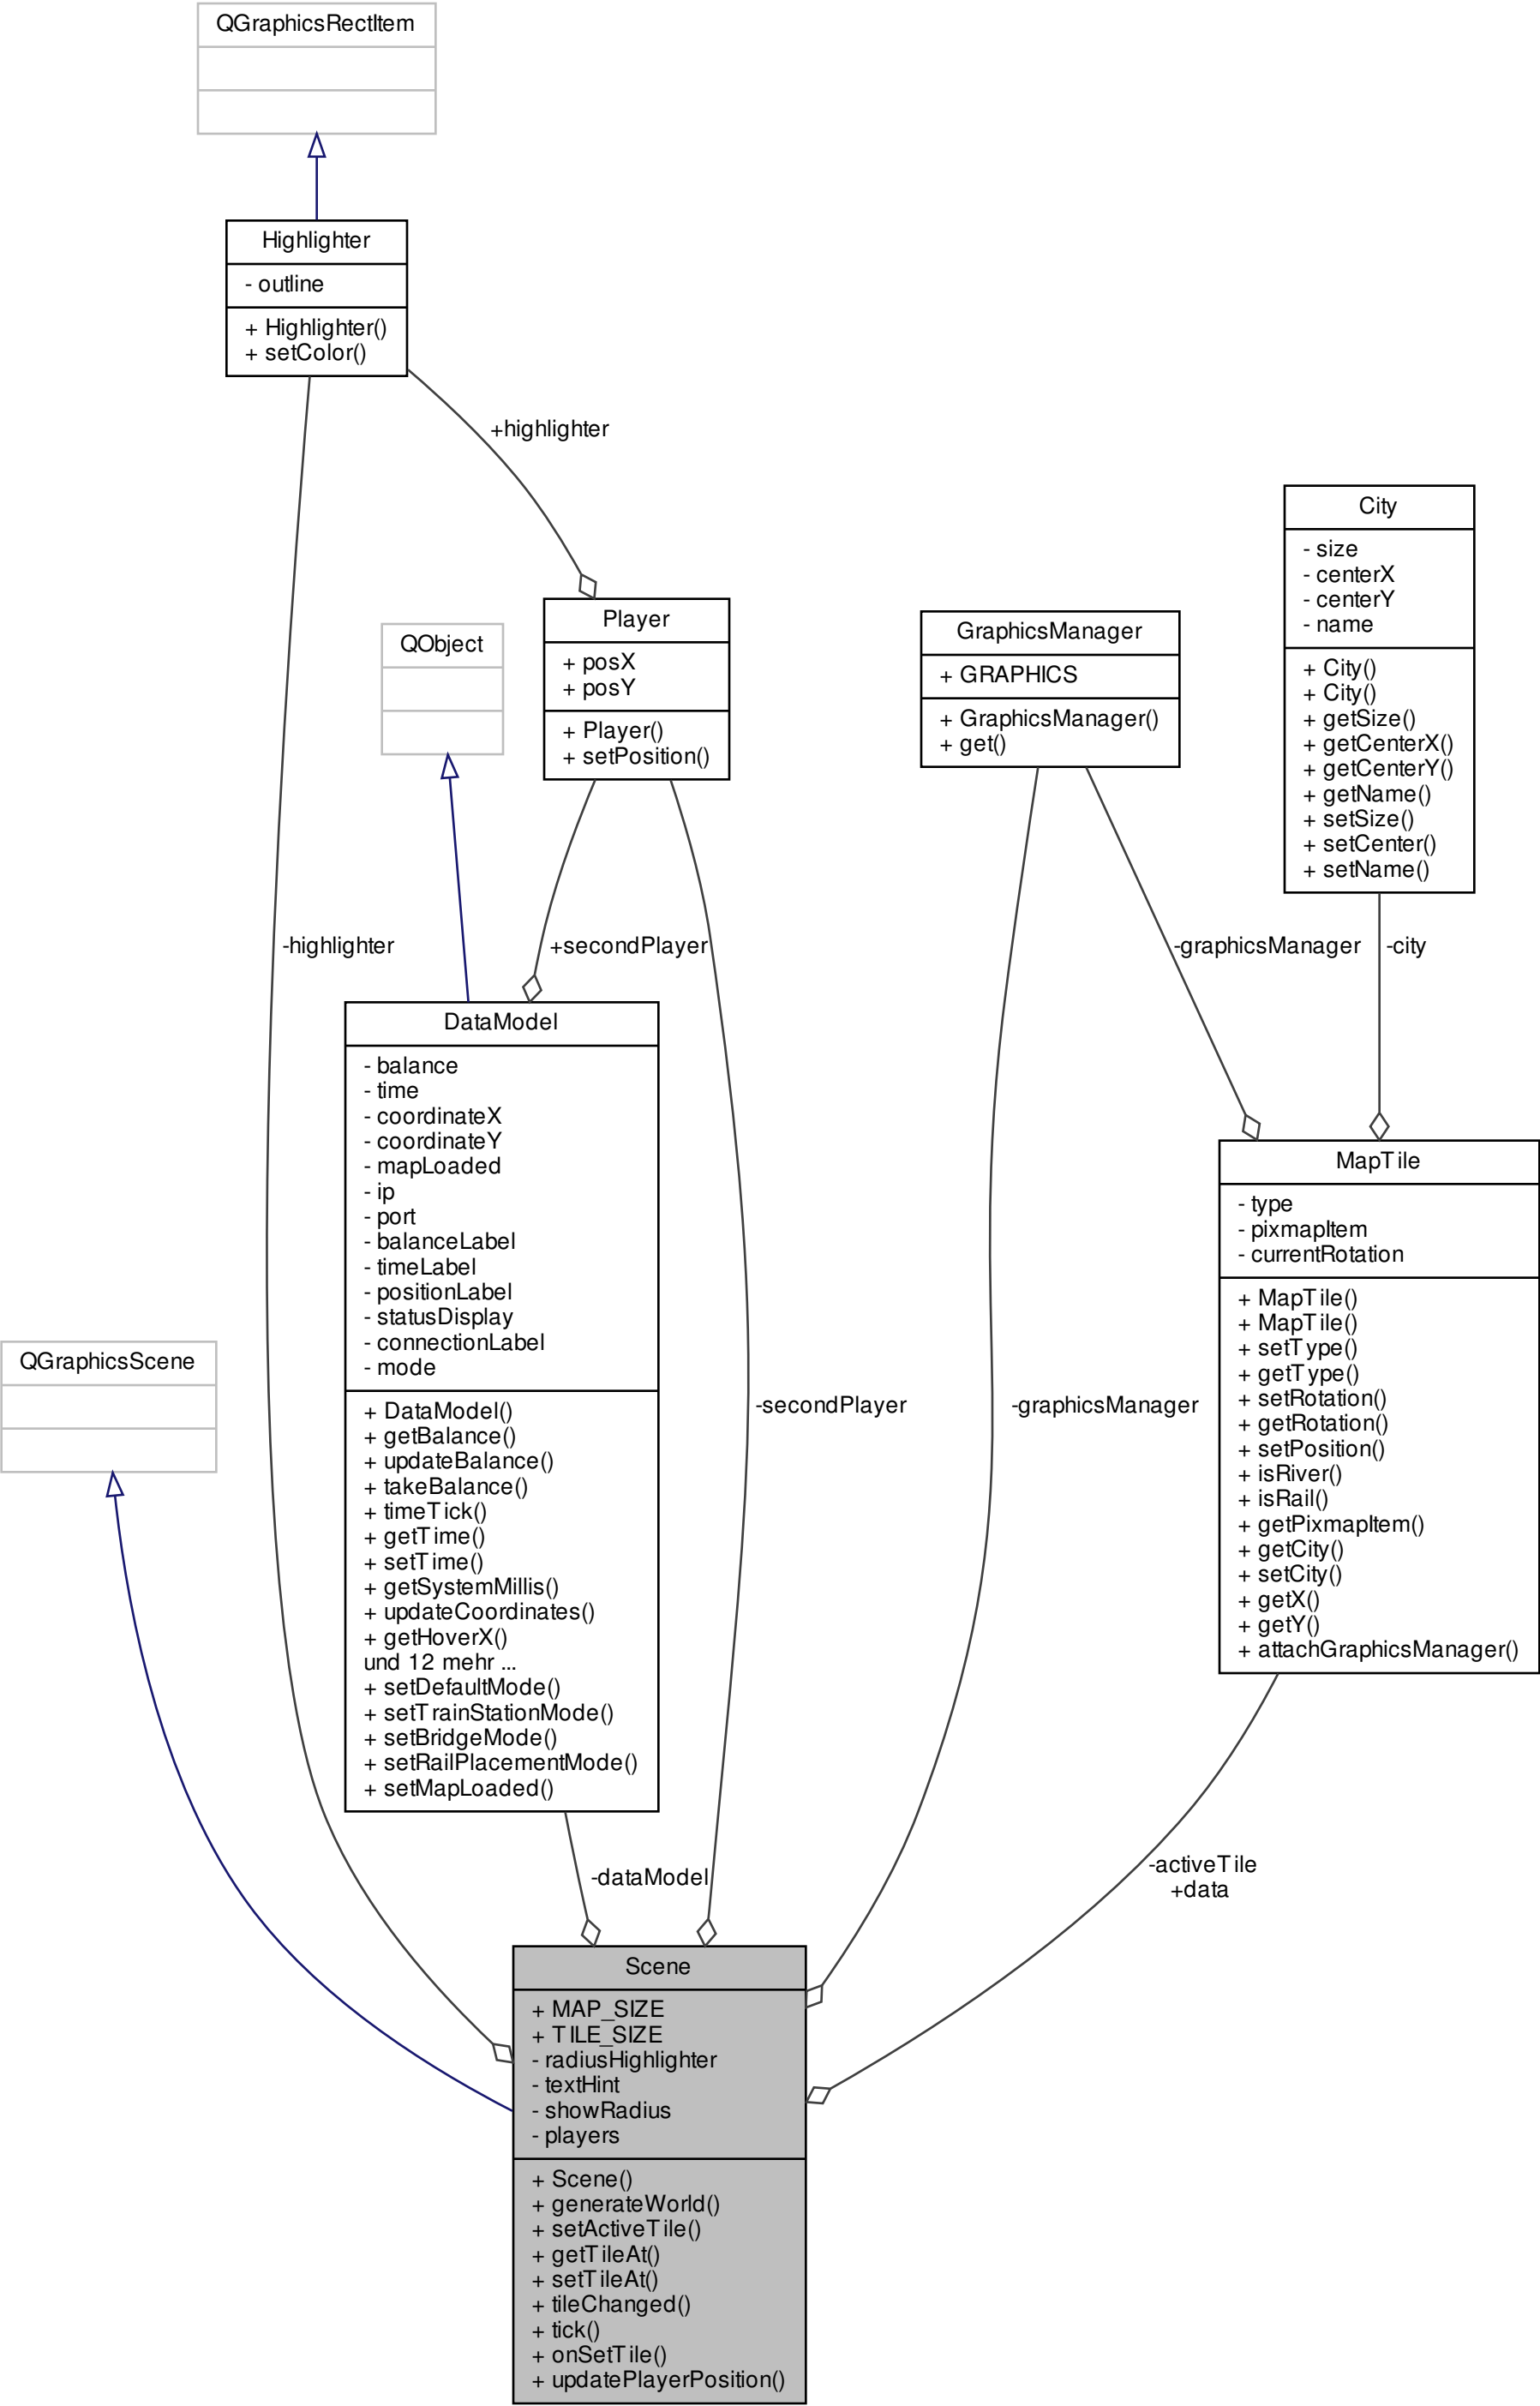 QGraphicsRectItem
Highlighter
- outline
+ Highlighter()
+ setColor()
+highlighter
City
- size
- centerX
- centerY
- name
+ City()
+ City()
+ getSize()
+ getCenterX()
+ getCenterY()
+ getName()
+ setSize()
+ setCenter()
+ setName()
Player
+ posX
+ posY
+ Player()
+ setPosition()
GraphicsManager
+ GRAPHICS
+ GraphicsManager()
+ get()
QObject
-highlighter
+secondPlayer
-graphicsManager
-city
DataModel
- balance
- time
- coordinateX
- coordinateY
- mapLoaded
- ip
- port
- balanceLabel
- timeLabel
- positionLabel
- statusDisplay
- connectionLabel
- mode
+ DataModel()
+ getBalance()
+ updateBalance()
+ takeBalance()
+ timeTick()
+ getTime()
+ setTime()
+ getSystemMillis()
+ updateCoordinates()
+ getHoverX()
und 12 mehr ...
+ setDefaultMode()
+ setTrainStationMode()
+ setBridgeMode()
+ setRailPlacementMode()
+ setMapLoaded()
MapTile
- type
- pixmapItem
- currentRotation
+ MapTile()
+ MapTile()
+ setType()
+ getType()
+ setRotation()
+ getRotation()
+ setPosition()
+ isRiver()
+ isRail()
+ getPixmapItem()
+ getCity()
+ setCity()
+ getX()
+ getY()
+ attachGraphicsManager()
QGraphicsScene
-secondPlayer
-graphicsManager
-dataModel
-activeTile
+data
Scene
+ MAP_SIZE
+ TILE_SIZE
- radiusHighlighter
- textHint
- showRadius
- players
+ Scene()
+ generateWorld()
+ setActiveTile()
+ getTileAt()
+ setTileAt()
+ tileChanged()
+ tick()
+ onSetTile()
+ updatePlayerPosition()